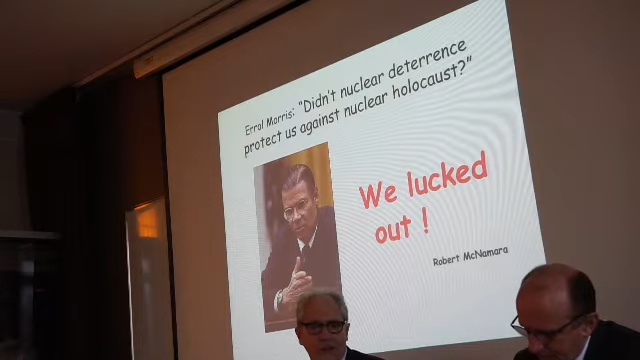 Errol Morris: "Didn't nuclear deterrence
protect us against nuclear holocaust?"
We lucked
out !
Robert McNamara